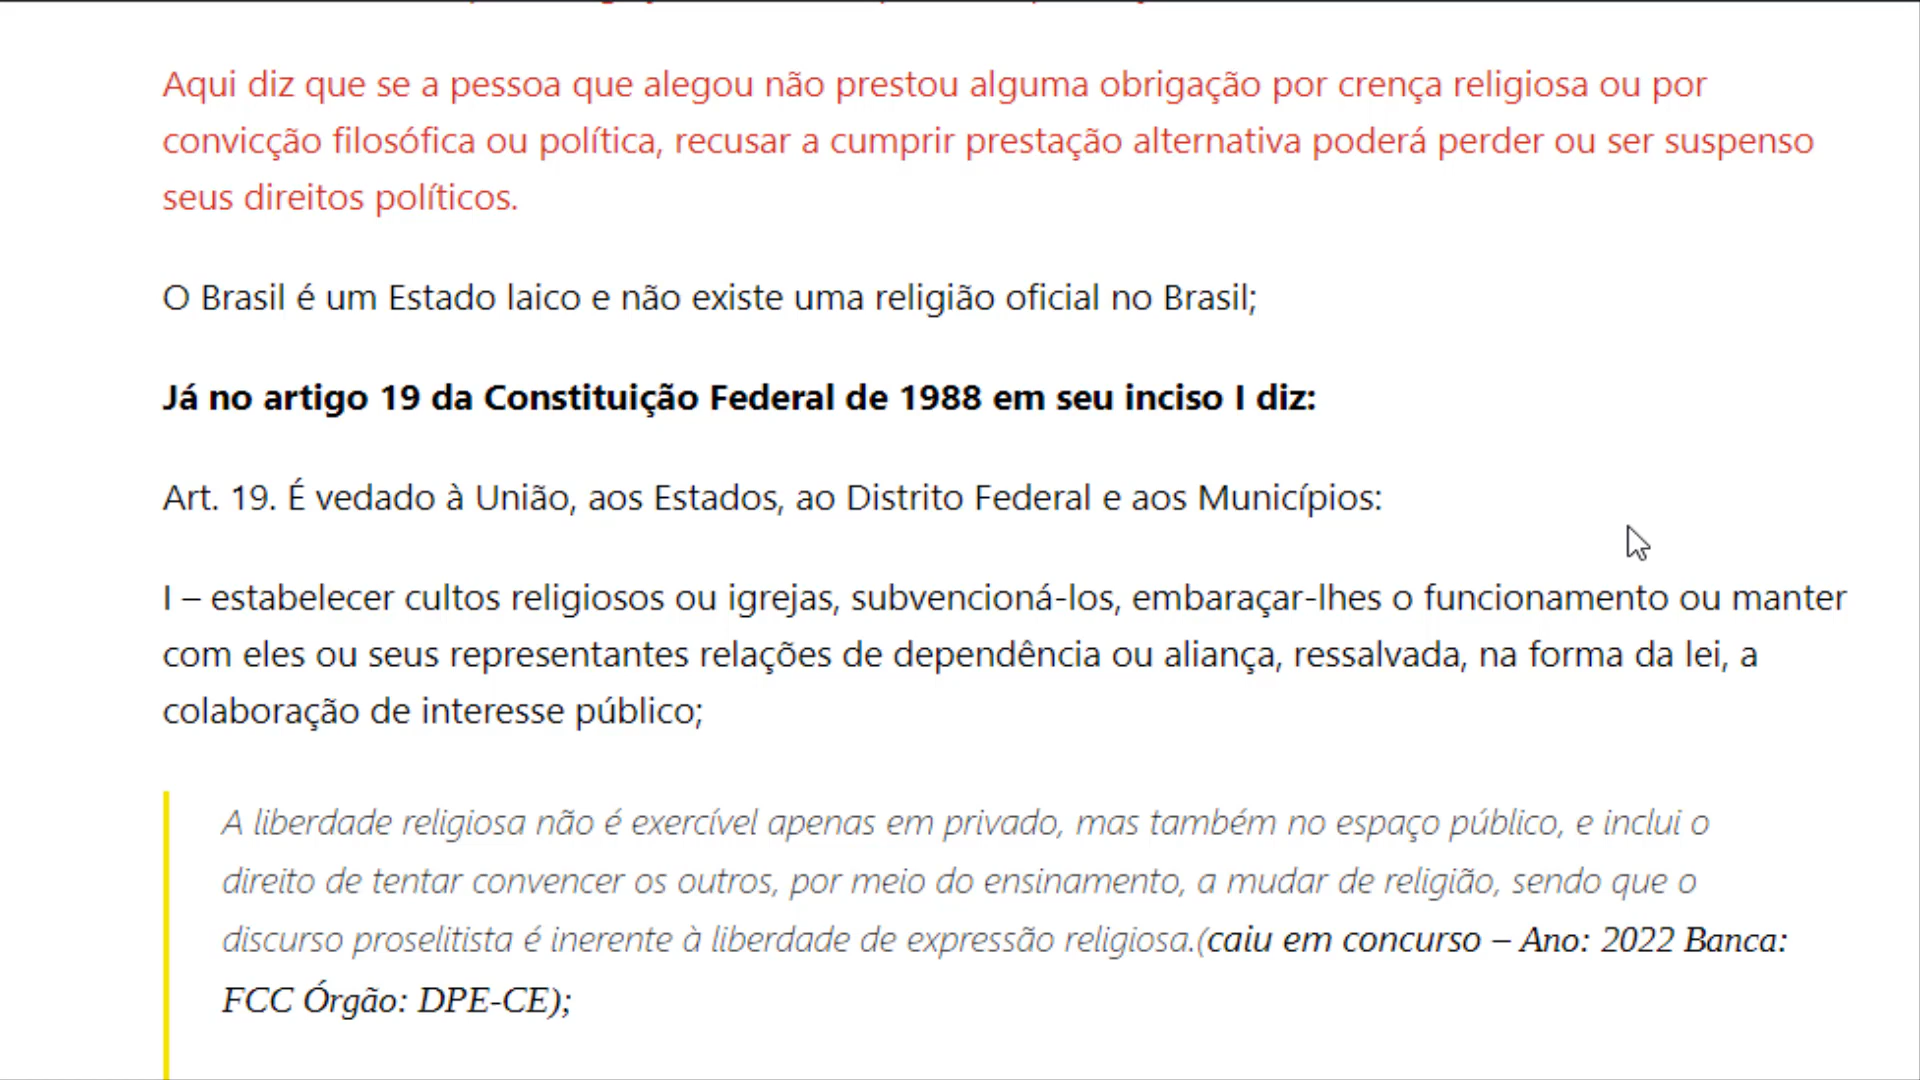 Aqui diz que se a pessoa que alegou não prestou alguma obrigação por crença religiosa ou por
convicção filosófica ou política, recusar a cumprir prestação alternativa poderá perder ou ser suspenso
seus direitos políticos.
O Brasil é um Estado laico e não existe uma religião oficial no Brasil;
Já no artigo 19 da Constituição Federal de 1988 em seu inciso I diz:
Art. 19. É vedado à União, aos Estados, ao Distrito Federal e aos Municípios:
I – estabelecer cultos religiosos ou igrejas, subvencioná-los, embaraçar-lhes o funcionamento ou manter
com eles ou seus representantes relações de dependência ou aliança, ressalvada, na forma da lei, a
colaboração de interesse público;
A liberdade religiosa não é exercível apenas em privado, mas também no espaço público, e inclui o
direito de tentar convencer os outros, por meio do ensinamento, a mudar de religião, sendo que o
discurso proselitista é inerente à liberdade de expressão religiosa.(caiu em concurso – Ano: 2022 Banca:
FCC Órgão: DPE-CE);